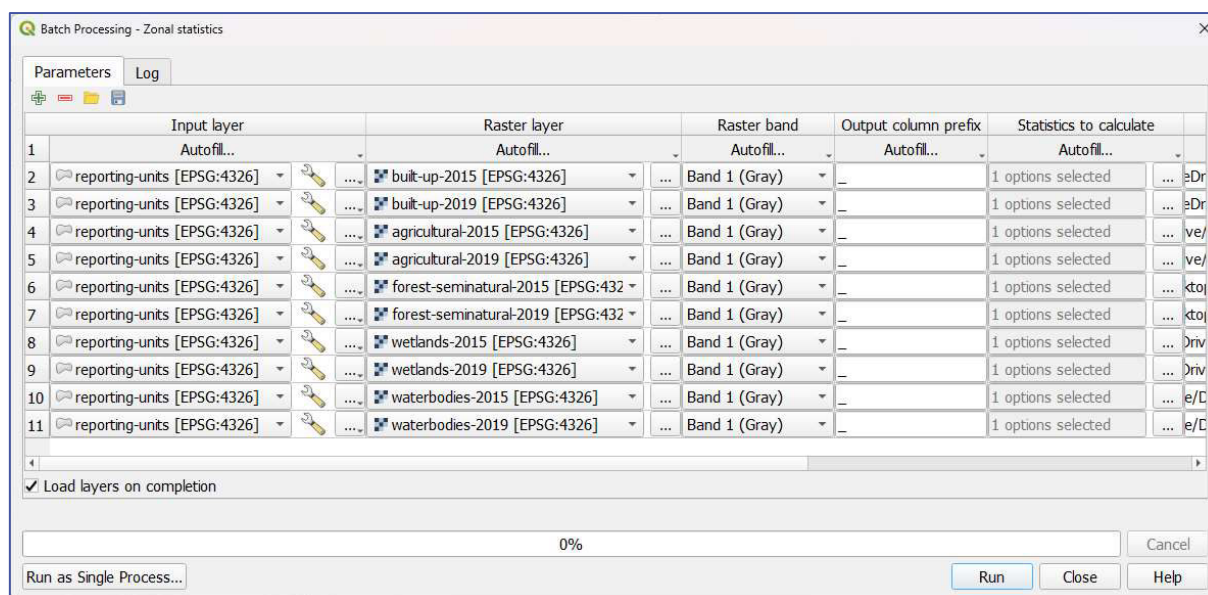 Batch Processing - Zonal statistics
Parameters Log
Input layer Raster layer Raster band Output column prefix Statistics to calculate
1 Autofill... Autofill... Autofill... Autofill... Autofill...
2 reporting-units [EPSG:4326] ... built-up-2015 [EPSG:4326] ... Band 1 (Gray) _ 1 options selected ... eDr
3 reporting-units [EPSG:4326] ... built-up-2019 [EPSG:4326] ... Band 1 (Gray) _ 1 options selected ... eDr
4 reporting-units [EPSG:4326] ... agricultural-2015 [EPSG:4326] ... Band 1 (Gray) _ 1 options selected ... ve/
5 reporting-units [EPSG:4326] ... agricultural-2019 [EPSG:4326] ... Band 1 (Gray) _ 1 options selected ... ve/
6 reporting-units [EPSG:4326] ... forest-seminatural-2015 [EPSG:432 ... Band 1 (Gray) _ 1 options selected ... ktop
7 reporting-units [EPSG:4326] ... forest-seminatural-2019 [EPSG:432 ... Band 1 (Gray) _ 1 options selected ... ktop
8 reporting-units [EPSG:4326] ... wetlands-2015 [EPSG:4326] ... Band 1 (Gray) _ 1 options selected ... Driv
9 reporting-units [EPSG:4326] ... wetlands-2019 [EPSG:4326] ... Band 1 (Gray) _ 1 options selected ... Driv
10 reporting-units [EPSG:4326] ... waterbodies-2015 [EPSG:4326] ... Band 1 (Gray) _ 1 options selected ... e/D
11 reporting-units [EPSG:4326] ... waterbodies-2019 [EPSG:4326] ... Band 1 (Gray) _ 1 options selected ... e/D
Load layers on completion
0% Cancel
Run as Single Process... Run Close Help